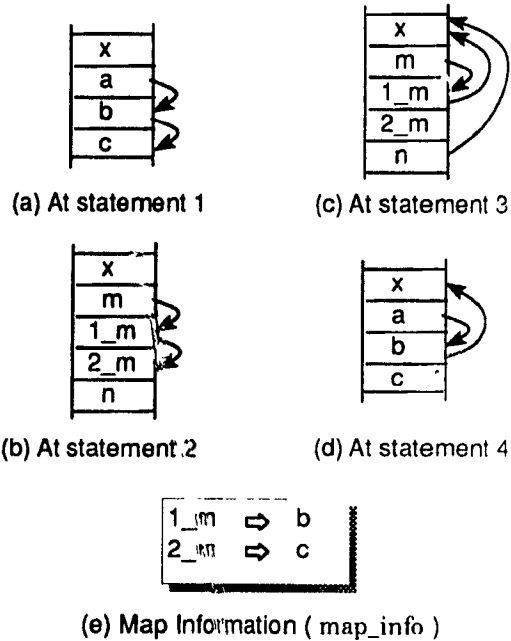 x
a
b
c
(a) At statement 1
x
m
1_m
2_m
n
(c) At statement 3
x
m
1_m
2_m
n
(b) At statement 2
x
a
b
c
(d) At statement 4
1_m ⇨ b
2_m ⇨ c
(e) Map Information ( map_info )